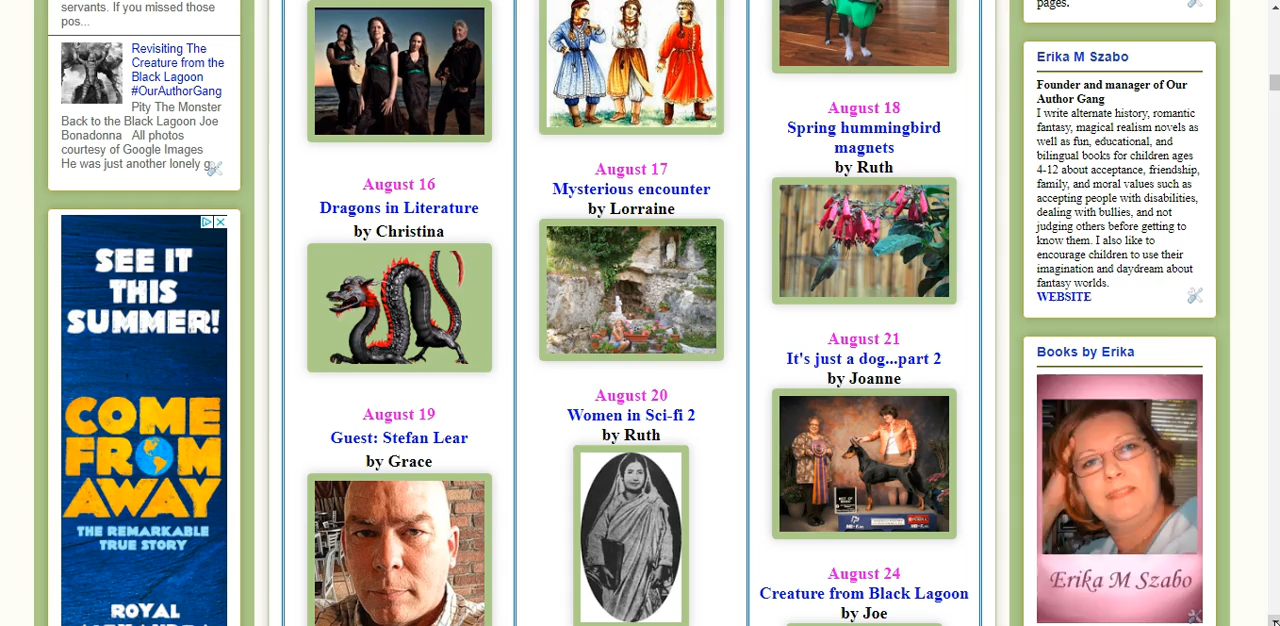 servants. If you missed those
pos...
Revisiting The
Creature from the
Black Lagoon
#OurAuthorGang
Pity The Monster
Back to the Black Lagoon Joe
Bonadonna All photos
courtesy of Google Images
He was just another lonely g...
SEE IT
THIS
SUMMER!
COME
FROM
AWAY
THE REMARKABLE
TRUE STORY
ROYAL
August 16
Dragons in Literature
by Christina
August 19
Guest: Stefan Lear
by Grace
August 17
Mysterious encounter
by Lorraine
August 20
Women in Sci-fi 2
by Ruth
August 18
Spring hummingbird
magnets
by Ruth
August 21
It's just a dog...part 2
by Joanne
August 24
Creature from Black Lagoon
by Joe
pages.
Erika M Szabo
Founder and manager of Our
Author Gang
I write alternate history, romantic
fantasy, magical realism novels as
well as fun, educational, and
bilingual books for children ages
4-12 about acceptance, friendship,
family, and moral values such as
accepting people with disabilities,
dealing with bullies, and not
judging others before getting to
know them. I also like to
encourage children to use their
imagination and daydream about
fantasy worlds.
WEBSITE
Books by Erika
Erika M Szabo